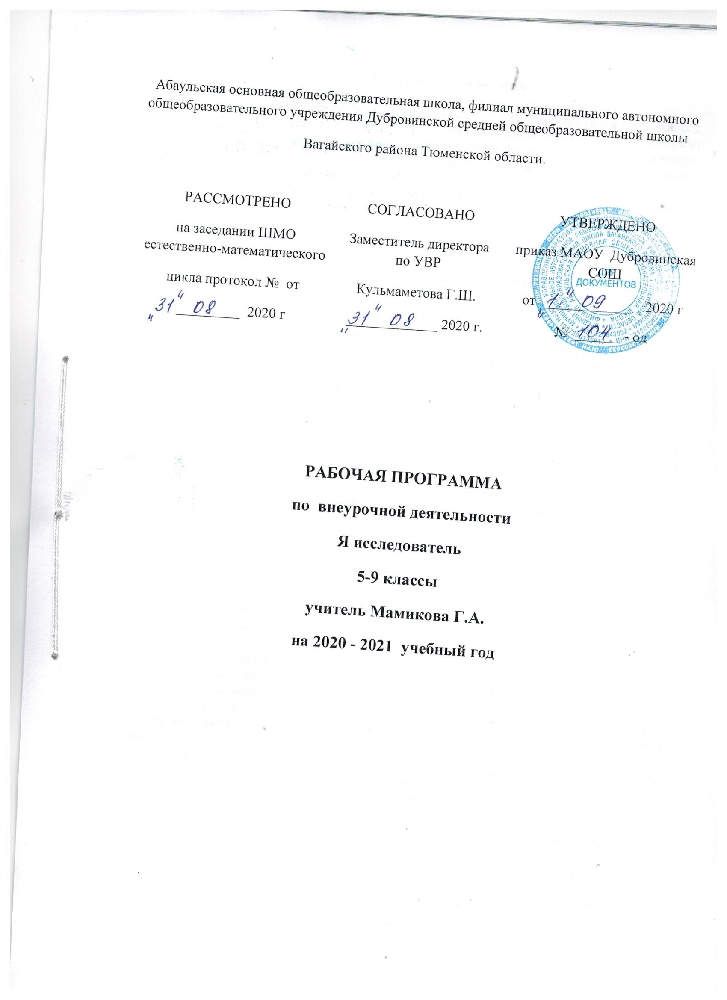 Абаульская основная общеобразовательная школа, филиал муниципального автономного
общеобразовательного учреждения Дубровинской средней общеобразовательной школы
Вагайского района Тюменской области.
РАССМОТРЕНО
на заседании ШМО
естественно-математического
цикла протокол № от
"31" 08 2020 г
СОГЛАСОВАНО
Заместитель директора
по УВР
Кульмаметова Г.Ш.
"31" 08 2020 г.
УТВЕРЖДЕНО
приказ МАОУ Дубровинская
СОШ
от "1" 09 2020 г
№ 104 - од
ДЛЯ
ДОКУМЕНТОВ
РАБОЧАЯ ПРОГРАММА
по внеурочной деятельности
Я исследователь
5-9 классы
учитель Мамикова Г.А.
на 2020 - 2021 учебный год